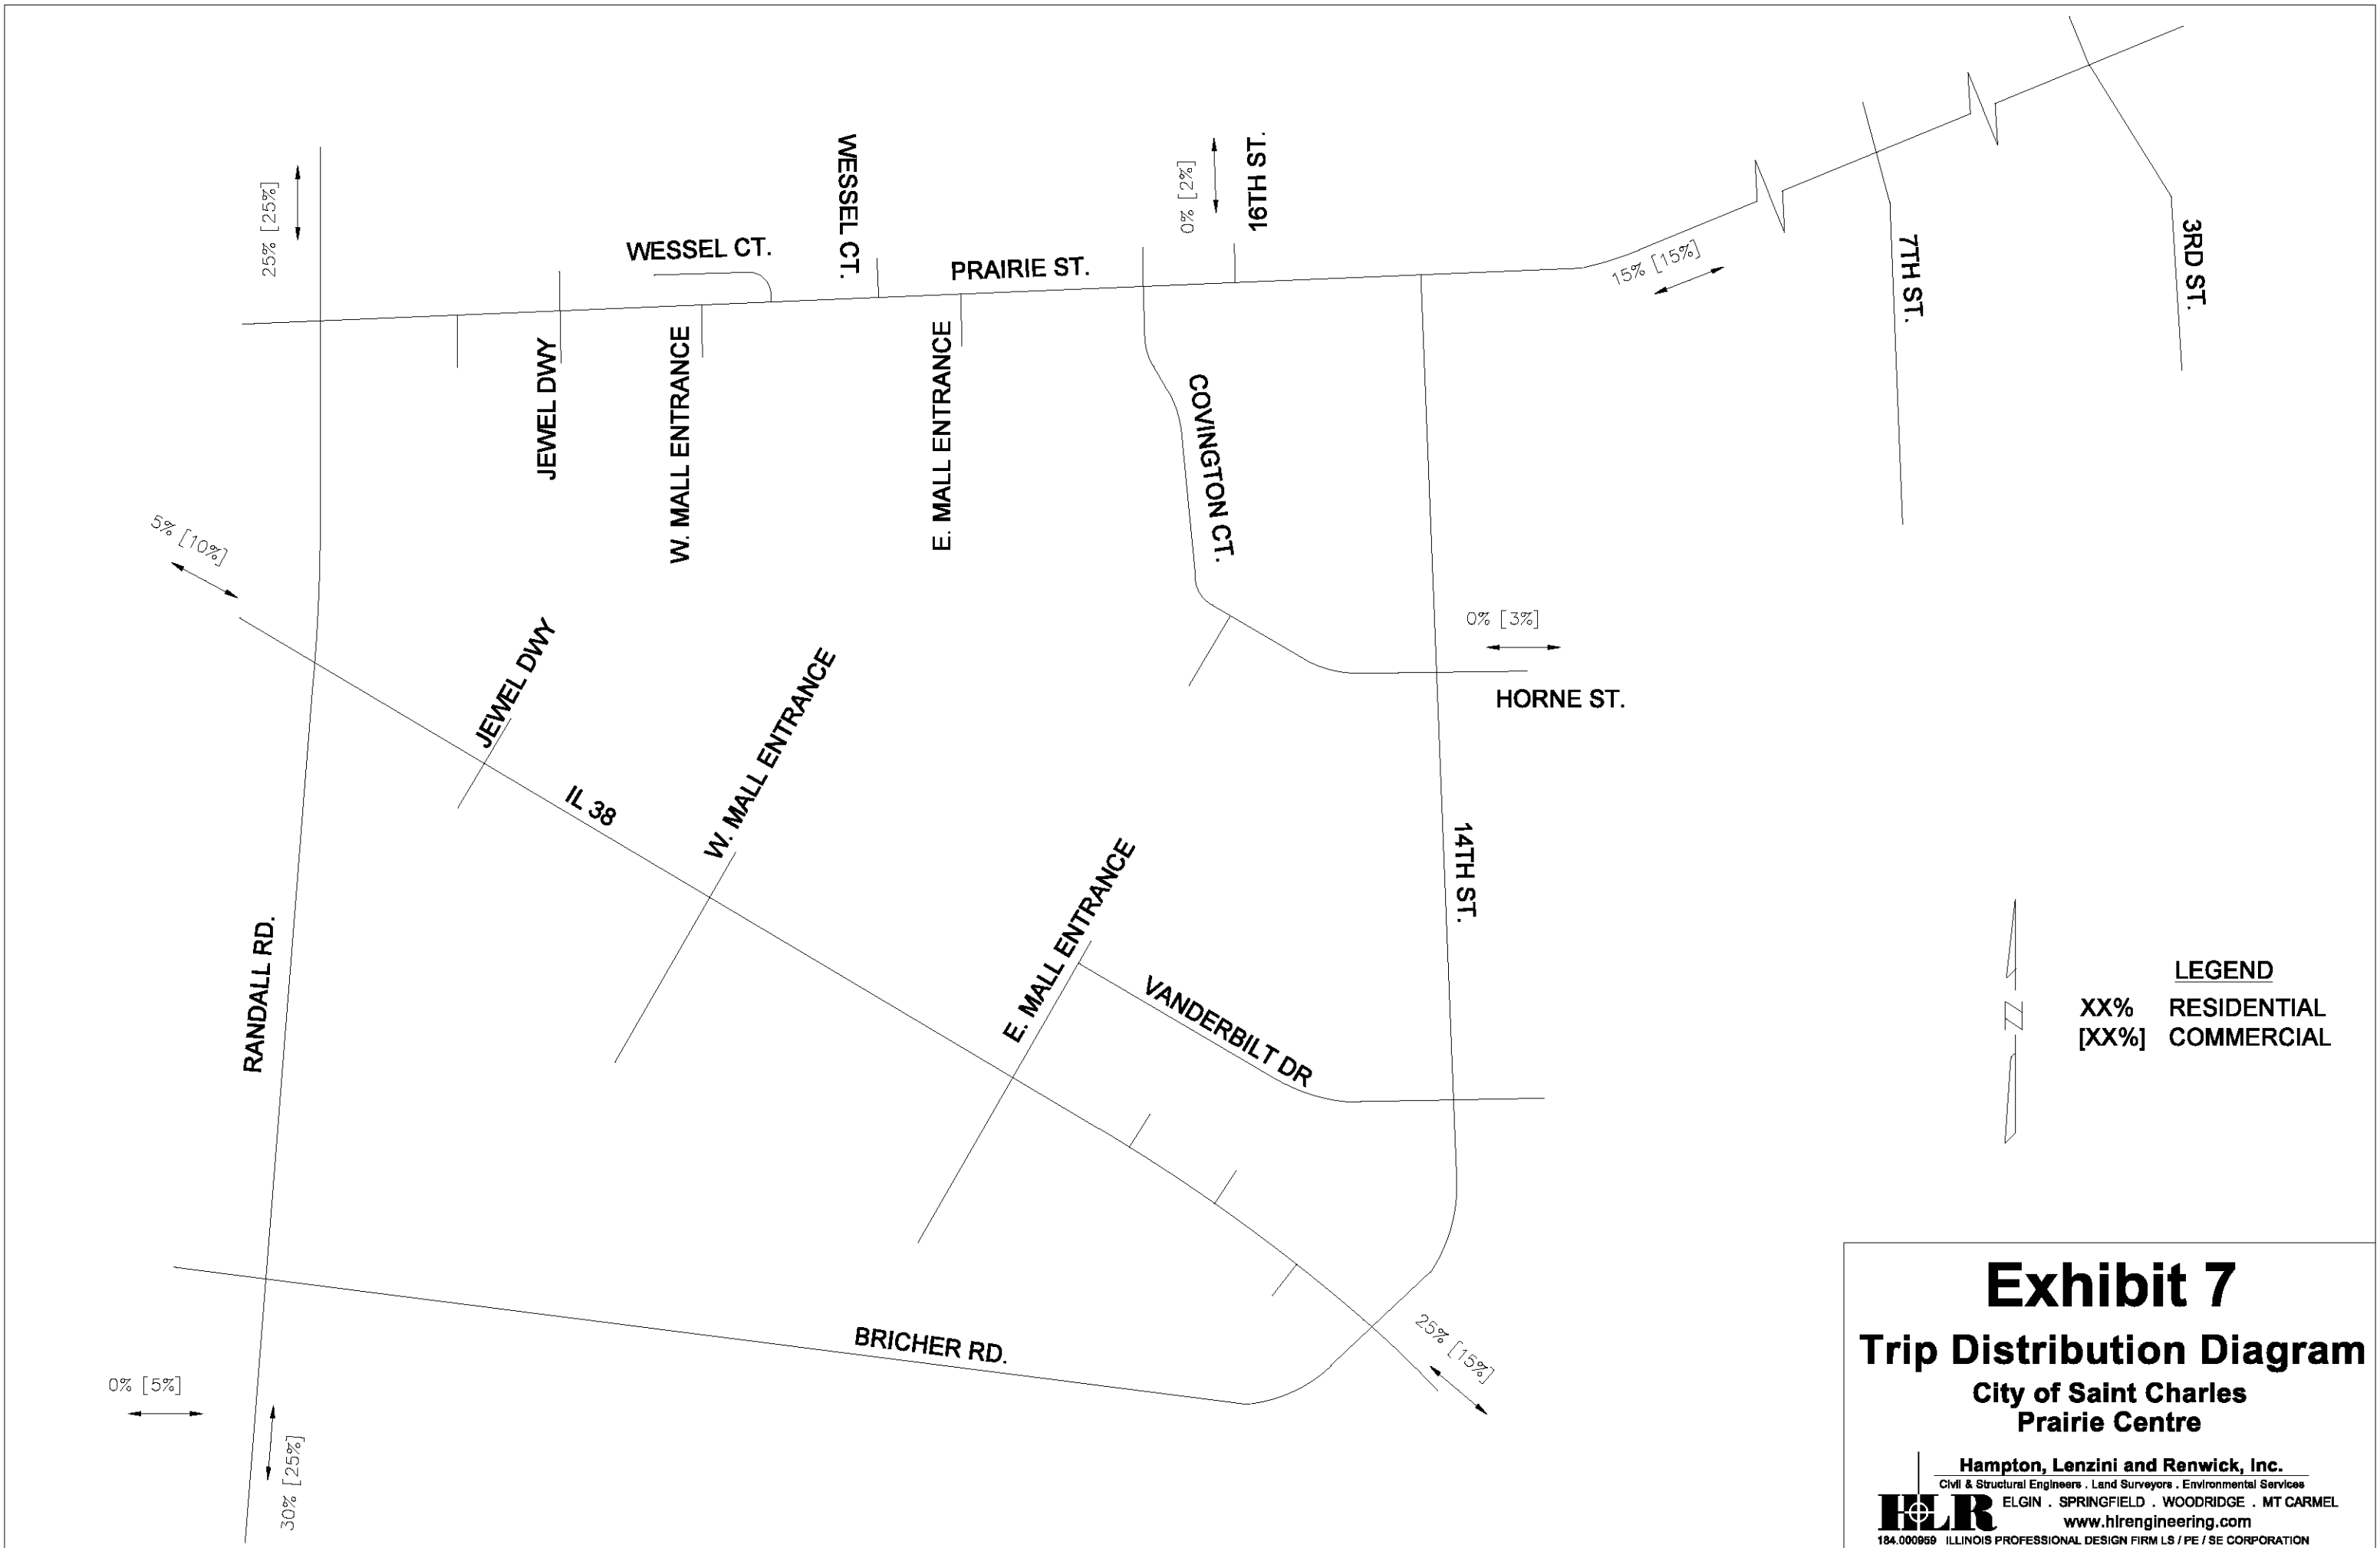 WESSEL CT.
0% [2%]
16TH ST.
25% [25%]
WESSEL CT.
PRAIRIE ST.
15% [15%]
7TH ST.
3RD ST.
JEWEL DWY
W. MALL ENTRANCE
E. MALL ENTRANCE
COVINGTON CT.
5% [10%]
0% [3%]
HORNE ST.
JEWEL DWY
W. MALL ENTRANCE
IL 38
14TH ST.
E. MALL ENTRANCE
RANDALL RD.
VANDERBILT DR
N
LEGEND
XX% RESIDENTIAL
[XX%] COMMERCIAL
BRICHER RD.
25% [15%]
0% [5%]
30% [25%]
Exhibit 7
Trip Distribution Diagram
City of Saint Charles
Prairie Centre
Hampton, Lenzini and Renwick, Inc.
Civil & Structural Engineers . Land Surveyors . Environmental Services
HLR
ELGIN . SPRINGFIELD . WOODRIDGE . MT CARMEL
www.hlrengineering.com
184.000959 ILLINOIS PROFESSIONAL DESIGN FIRM LS / PE / SE CORPORATION